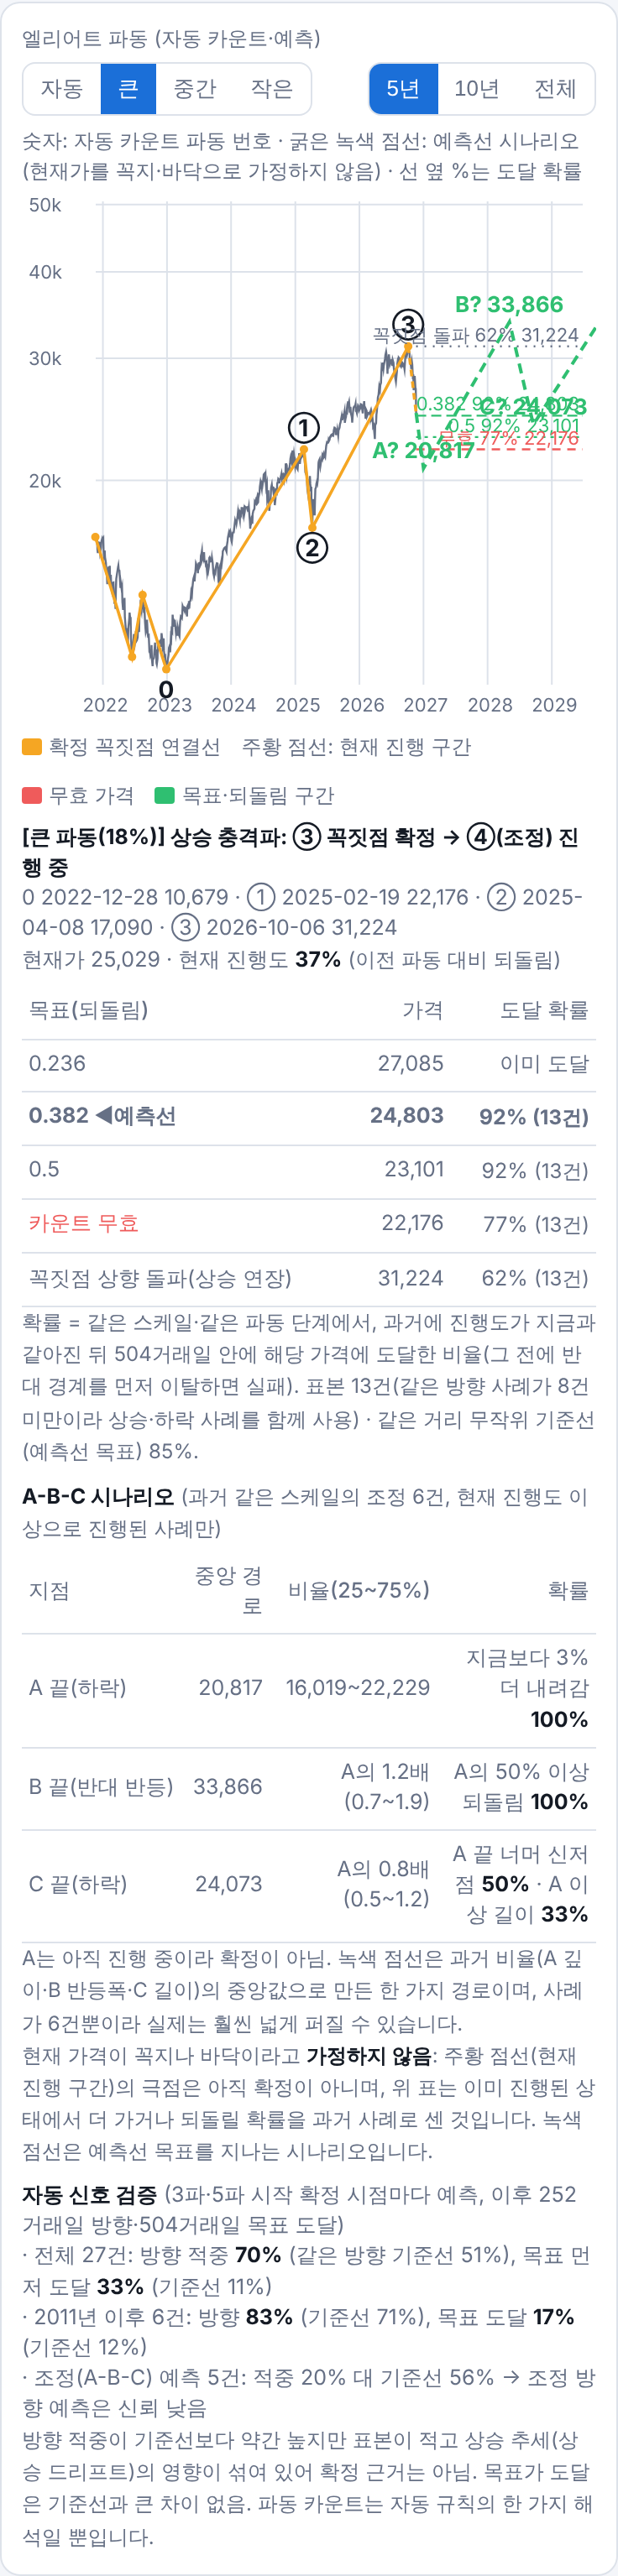 엘리어트 파동 (자동 카운트·예측)
자동 큰 중간 작은 5년 10년 전체
숫자: 자동 카운트 파동 번호 · 굵은 녹색 점선: 예측선 시나리오
(현재가를 꼭지·바닥으로 가정하지 않음) · 선 옆 %는 도달 확률
50k
40k
30k
20k
B? 33,866
③
꼭짓점 돌파 62% 31,224
0.382 92% 24,803
C? 24,073
0.5 92% 23,101
무효 77% 22,176
A? 20,817
①
②
0
2022 2023 2024 2025 2026 2027 2028 2029
확정 꼭짓점 연결선 주황 점선: 현재 진행 구간
무효 가격 목표·되돌림 구간
[큰 파동(18%)] 상승 충격파: ③ 꼭짓점 확정 → ④(조정) 진
행 중
0 2022-12-28 10,679 · ① 2025-02-19 22,176 · ② 2025-
04-08 17,090 · ③ 2026-10-06 31,224
현재가 25,029 · 현재 진행도 37% (이전 파동 대비 되돌림)
목표(되돌림) 가격 도달 확률
0.236 27,085 이미 도달
0.382 ◀예측선 24,803 92% (13건)
0.5 23,101 92% (13건)
카운트 무효 22,176 77% (13건)
꼭짓점 상향 돌파(상승 연장) 31,224 62% (13건)
확률 = 같은 스케일·같은 파동 단계에서, 과거에 진행도가 지금과
같아진 뒤 504거래일 안에 해당 가격에 도달한 비율(그 전에 반
대 경계를 먼저 이탈하면 실패). 표본 13건(같은 방향 사례가 8건
미만이라 상승·하락 사례를 함께 사용) · 같은 거리 무작위 기준선
(예측선 목표) 85%.
A-B-C 시나리오 (과거 같은 스케일의 조정 6건, 현재 진행도 이
상으로 진행된 사례만)
지점 중앙 경
로 비율(25~75%) 확률
A 끝(하락) 20,817 16,019~22,229 지금보다 3%
더 내려감
100%
B 끝(반대 반등) 33,866 A의 1.2배
(0.7~1.9) A의 50% 이상
되돌림 100%
C 끝(하락) 24,073 A의 0.8배
(0.5~1.2) A 끝 너머 신저
점 50% · A 이
상 길이 33%
A는 아직 진행 중이라 확정이 아님. 녹색 점선은 과거 비율(A 깊
이·B 반등폭·C 길이)의 중앙값으로 만든 한 가지 경로이며, 사례
가 6건뿐이라 실제는 훨씬 넓게 퍼질 수 있습니다.
현재 가격이 꼭지나 바닥이라고 가정하지 않음: 주황 점선(현재
진행 구간)의 극점은 아직 확정이 아니며, 위 표는 이미 진행된 상
태에서 더 가거나 되돌릴 확률을 과거 사례로 센 것입니다. 녹색
점선은 예측선 목표를 지나는 시나리오입니다.
자동 신호 검증 (3파·5파 시작 확정 시점마다 예측, 이후 252
거래일 방향·504거래일 목표 도달)
· 전체 27건: 방향 적중 70% (같은 방향 기준선 51%), 목표 먼
저 도달 33% (기준선 11%)
· 2011년 이후 6건: 방향 83% (기준선 71%), 목표 도달 17%
(기준선 12%)
· 조정(A-B-C) 예측 5건: 적중 20% 대 기준선 56% → 조정 방
향 예측은 신뢰 낮음
방향 적중이 기준선보다 약간 높지만 표본이 적고 상승 추세(상
승 드리프트)의 영향이 섞여 있어 확정 근거는 아님. 목표가 도달
은 기준선과 큰 차이 없음. 파동 카운트는 자동 규칙의 한 가지 해
석일 뿐입니다.